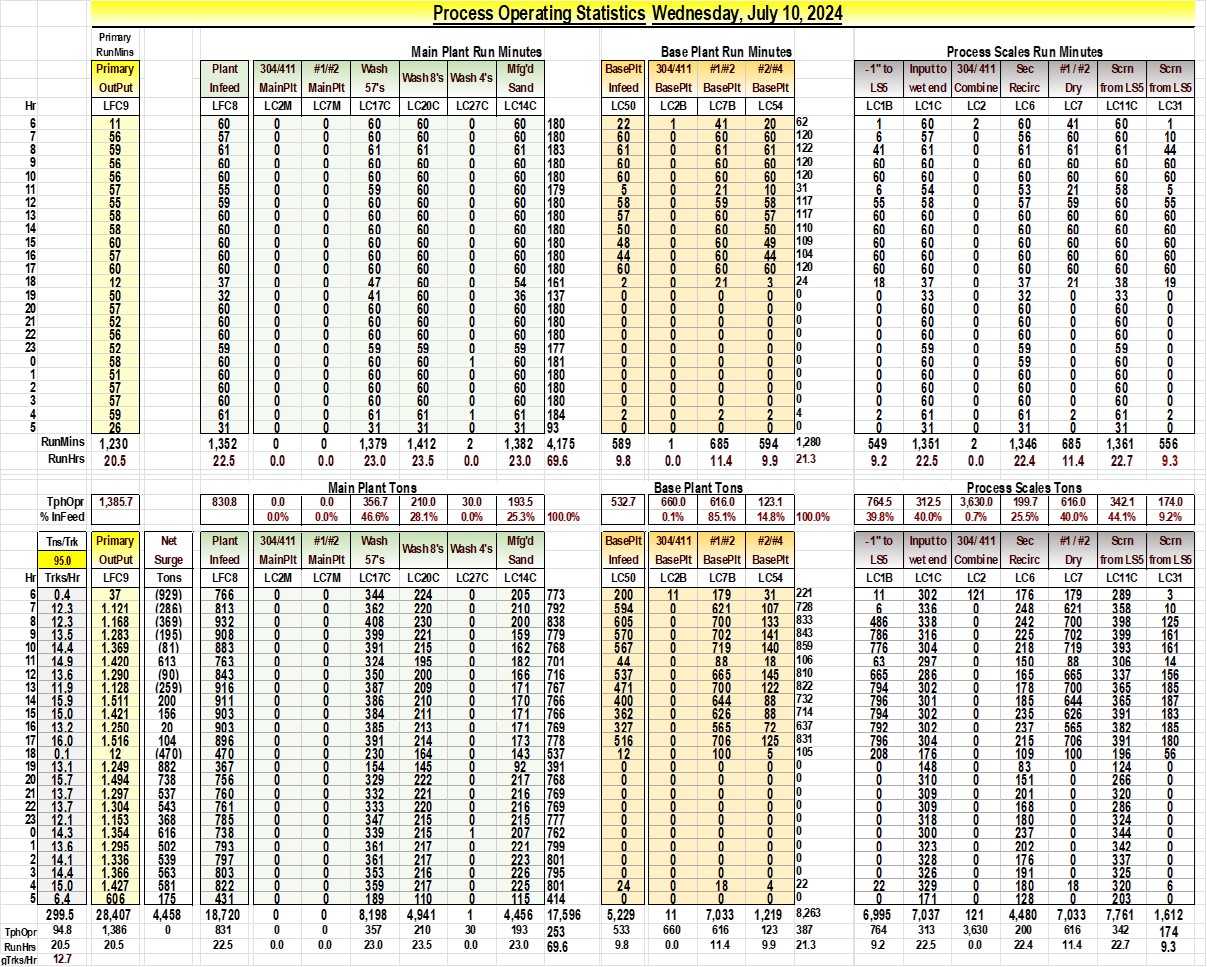 Process Operating Statistics Wednesday, July 10, 2024
Primary
RunMins Main Plant Run Minutes Base Plant Run Minutes Process Scales Run Minutes
Primary Plant 304/411 #1/#2 Wash Wash 8's Wash 4's Mfg'd BasePlt 304/411 #1/#2 #2/#4 -1" to Input to 304/ 411 Sec #1 / #2 Scrn Scrn
OutPut Infeed MainPlt MainPlt 57's Sand Infeed BasePlt BasePlt BasePlt LS5 wet end Combine Recirc Dry from LS5 from LS5
Hr LFC9 LFC8 LC2M LC7M LC17C LC20C LC27C LC14C LC50 LC2B LC7B LC54 LC1B LC1C LC2 LC6 LC7 LC11C LC31
6 11 60 0 0 60 60 0 60 180 22 1 41 20 62 1 60 2 60 41 60 1
7 56 57 0 0 60 60 0 60 180 60 0 60 60 120 6 57 0 56 60 60 10
8 59 61 0 0 61 61 0 61 183 61 0 61 61 122 41 61 0 61 61 61 44
9 56 60 0 0 60 60 0 60 180 60 0 60 60 120 60 60 0 60 60 60 60
10 56 60 0 0 60 60 0 60 180 60 0 60 60 120 60 60 0 60 60 60 60
11 57 55 0 0 59 60 0 60 179 5 0 21 10 31 6 54 0 53 21 58 5
12 55 59 0 0 60 60 0 60 180 58 0 59 58 117 55 58 0 57 59 60 55
13 58 60 0 0 60 60 0 60 180 57 0 60 57 117 60 60 0 60 60 60 60
14 58 60 0 0 60 60 0 60 180 50 0 60 50 110 60 60 0 60 60 60 60
15 60 60 0 0 60 60 0 60 180 48 0 60 49 109 60 60 0 60 60 60 60
16 57 60 0 0 60 60 0 60 180 44 0 60 44 104 60 60 0 60 60 60 60
17 60 60 0 0 60 60 0 60 180 60 0 60 60 120 60 60 0 60 60 60 60
18 12 37 0 0 47 60 0 54 161 2 0 21 3 24 18 37 0 37 21 38 19
19 50 32 0 0 41 60 0 36 137 0 0 0 0 0 0 33 0 32 0 33 0
20 57 60 0 0 60 60 0 60 180 0 0 0 0 0 0 60 0 60 0 60 0
21 52 60 0 0 60 60 0 60 180 0 0 0 0 0 0 60 0 60 0 60 0
22 56 60 0 0 60 60 0 60 180 0 0 0 0 0 0 60 0 60 0 60 0
23 52 59 0 0 59 59 0 59 177 0 0 0 0 0 0 59 0 59 0 59 0
0 58 60 0 0 60 60 1 60 181 0 0 0 0 0 0 60 0 59 0 60 0
1 51 60 0 0 60 60 0 60 180 0 0 0 0 0 0 60 0 60 0 60 0
2 57 60 0 0 60 60 0 60 180 0 0 0 0 0 0 60 0 60 0 60 0
3 57 60 0 0 60 60 0 60 180 0 0 0 0 0 0 60 0 60 0 60 0
4 59 61 0 0 61 61 1 61 184 2 0 2 2 4 2 61 0 61 2 61 2
5 26 31 0 0 31 31 0 31 93 0 0 0 0 0 0 31 0 31 0 31 0
RunMins 1,230 1,352 0 0 1,379 1,412 2 1,382 4,175 589 1 685 594 1,280 549 1,351 2 1,346 685 1,361 556
RunHrs 20.5 22.5 0.0 0.0 23.0 23.5 0.0 23.0 69.6 9.8 0.0 11.4 9.9 21.3 9.2 22.5 0.0 22.4 11.4 22.7 9.3
Main Plant Tons Base Plant Tons Process Scales Tons
TphOpr 1,385.7 830.8 0.0 0.0 356.7 210.0 30.0 193.5 532.7 660.0 616.0 123.1 764.5 312.5 3,630.0 199.7 616.0 342.1 174.0
% InFeed 0.0% 0.0% 46.6% 28.1% 0.0% 25.3% 100.0% 0.1% 85.1% 14.8% 100.0% 39.8% 40.0% 0.7% 25.5% 40.0% 44.1% 9.2%
Tns/Trk Primary Net Plant 304/411 #1/#2 Wash Wash 8's Wash 4's Mfg'd BasePlt 304/411 #1/#2 #2/#4 -1" to Input to 304/ 411 Sec #1 / #2 Scrn Scrn
95.0 OutPut Surge Infeed MainPlt MainPlt 57's Sand Infeed BasePlt BasePlt BasePlt LS5 wet end Combine Recirc Dry from LS5 from LS5
Hr Trks/Hr LFC9 Tons LFC8 LC2M LC7M LC17C LC20C LC27C LC14C LC50 LC2B LC7B LC54 LC1B LC1C LC2 LC6 LC7 LC11C LC31
6 0.4 37 (929) 766 0 0 344 224 0 205 773 200 11 179 31 221 11 302 121 176 179 289 3
7 12.3 1.121 (286) 813 0 0 362 220 0 210 792 594 0 621 107 728 6 336 0 248 621 358 10
8 12.3 1.168 (369) 932 0 0 408 230 0 200 838 605 0 700 133 833 486 338 0 242 700 398 125
9 13.5 1.283 (195) 908 0 0 399 221 0 159 779 570 0 702 141 843 786 316 0 225 702 399 161
10 14.4 1.369 (81) 883 0 0 391 215 0 162 768 567 0 719 140 859 776 304 0 218 719 393 161
11 14.9 1.420 613 763 0 0 324 195 0 182 701 44 0 88 18 106 63 297 0 150 88 306 14
12 13.6 1.290 (90) 843 0 0 350 200 0 166 716 537 0 665 145 810 665 286 0 165 665 337 156
13 11.9 1.128 (259) 916 0 0 387 209 0 171 767 471 0 700 122 822 794 302 0 178 700 365 185
14 15.9 1.511 200 911 0 0 386 210 0 170 766 400 0 644 88 732 796 301 0 185 644 365 187
15 15.0 1.421 156 903 0 0 384 211 0 171 766 362 0 626 88 714 794 302 0 235 626 391 183
16 13.2 1.250 20 903 0 0 385 213 0 171 769 327 0 565 72 637 792 302 0 237 565 382 185
17 16.0 1.516 104 896 0 0 391 214 0 173 778 516 0 706 125 831 796 304 0 215 706 391 180
18 0.1 12 (470) 470 0 0 230 164 0 143 537 12 0 100 5 105 208 176 0 109 100 196 56
19 13.1 1.249 882 367 0 0 154 145 0 92 391 0 0 0 0 0 0 148 0 83 0 124 0
20 15.7 1.494 738 756 0 0 329 222 0 217 768 0 0 0 0 0 0 310 0 151 0 266 0
21 13.7 1.297 537 760 0 0 332 221 0 216 769 0 0 0 0 0 0 309 0 201 0 320 0
22 13.7 1.304 543 761 0 0 333 220 0 216 769 0 0 0 0 0 0 309 0 168 0 286 0
23 12.1 1.153 368 785 0 0 347 215 0 215 777 0 0 0 0 0 0 318 0 180 0 324 0
0 14.3 1.354 616 738 0 0 339 215 1 207 762 0 0 0 0 0 0 300 0 237 0 344 0
1 13.6 1.295 502 793 0 0 361 217 0 221 799 0 0 0 0 0 0 323 0 202 0 342 0
2 14.1 1.336 539 797 0 0 361 217 0 223 801 0 0 0 0 0 0 328 0 176 0 337 0
3 14.4 1.366 563 803 0 0 353 216 0 226 795 0 0 0 0 0 0 326 0 191 0 325 0
4 15.0 1.427 581 822 0 0 359 217 0 225 801 24 0 18 4 22 22 329 0 180 18 320 6
5 6.4 606 175 431 0 0 189 110 0 115 414 0 0 0 0 0 0 171 0 128 0 203 0
299.5 28,407 4,458 18,720 0 0 8,198 4,941 1 4,456 17,596 5,229 11 7,033 1,219 8,263 6,995 7,037 121 4,480 7,033 7,761 1,612
TphOpr 94.8 1,386 0 831 0 0 357 210 30 193 253 533 660 616 123 387 764 313 3,630 200 616 342 174
RunHrs 20.5 20.5 22.5 0.0 0.0 23.0 23.5 0.0 23.0 69.6 9.8 0.0 11.4 9.9 21.3 9.2 22.5 0.0 22.4 11.4 22.7 9.3
gTrks/Hr 12.7